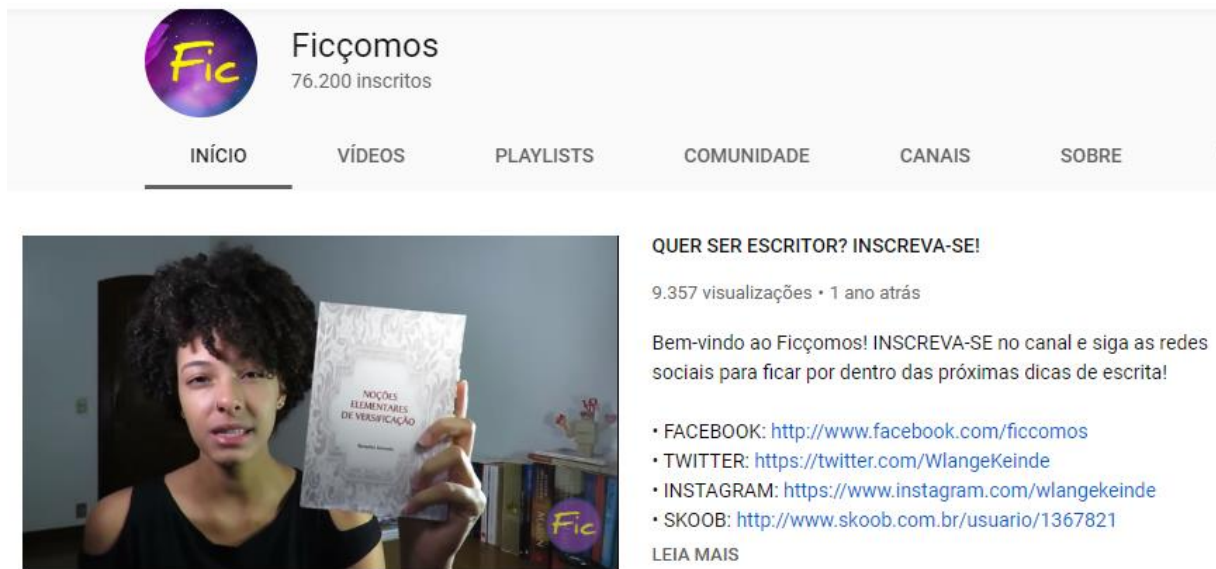 Fic
Ficçomos
76.200 inscritos
INÍCIO VÍDEOS PLAYLISTS COMUNIDADE CANAIS SOBRE
NOÇÕES
ELEMENTARES
DE VERSIFICAÇÃO
Fic
QUER SER ESCRITOR? INSCREVA-SE!
9.357 visualizações • 1 ano atrás
Bem-vindo ao Ficçomos! INSCREVA-SE no canal e siga as redes
sociais para ficar por dentro das próximas dicas de escrita!
• FACEBOOK: http://www.facebook.com/ficcomos
• TWITTER: https://twitter.com/WlangeKeinde
• INSTAGRAM: https://www.instagram.com/wlangekeinde
• SKOOB: http://www.skoob.com.br/usuario/1367821
LEIA MAIS